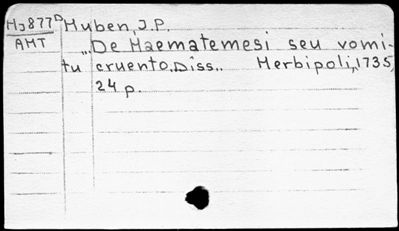 Hj877D Huben, J.P.
AMT „De Haematemesi seu vomi-
tu cruento. Diss.. Herbipoli, 1735,
24 p.